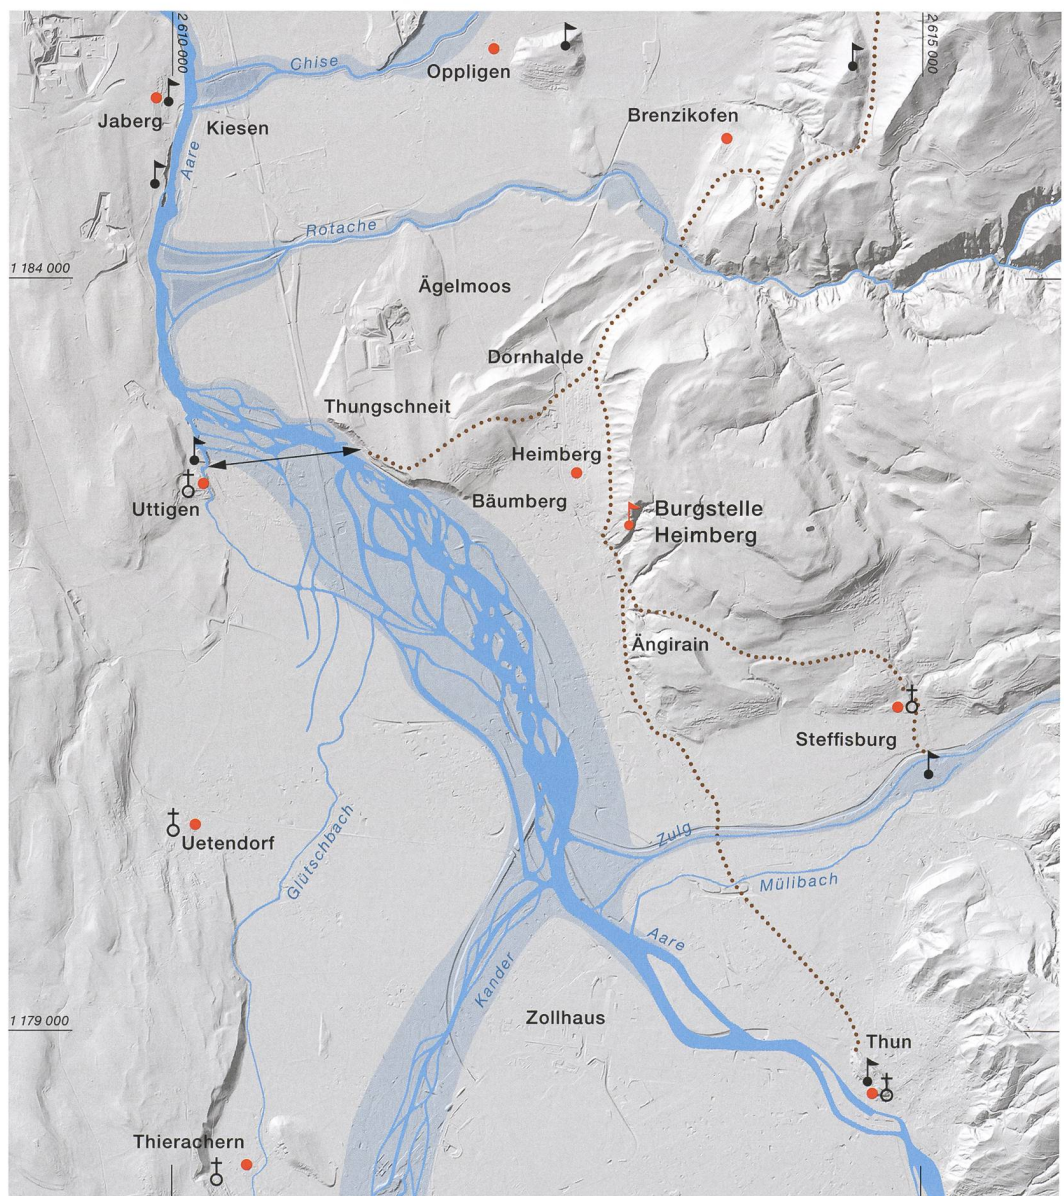 2 610 000
2 615 000
Chise
Oppligen
Jaberg
Kiesen
Brenzikofen
Aare
Rotache
1 184 000
Ägelmoos
Dornhalde
Thungschneit
Heimberg
Uttigen
Bäumberg
Burgstelle
Heimberg
Ängirain
Steffisburg
Zulg
Uetendorf
Glütschbach
Mülibach
Aare
Kander
1 179 000
Zollhaus
Thun
Thierachern